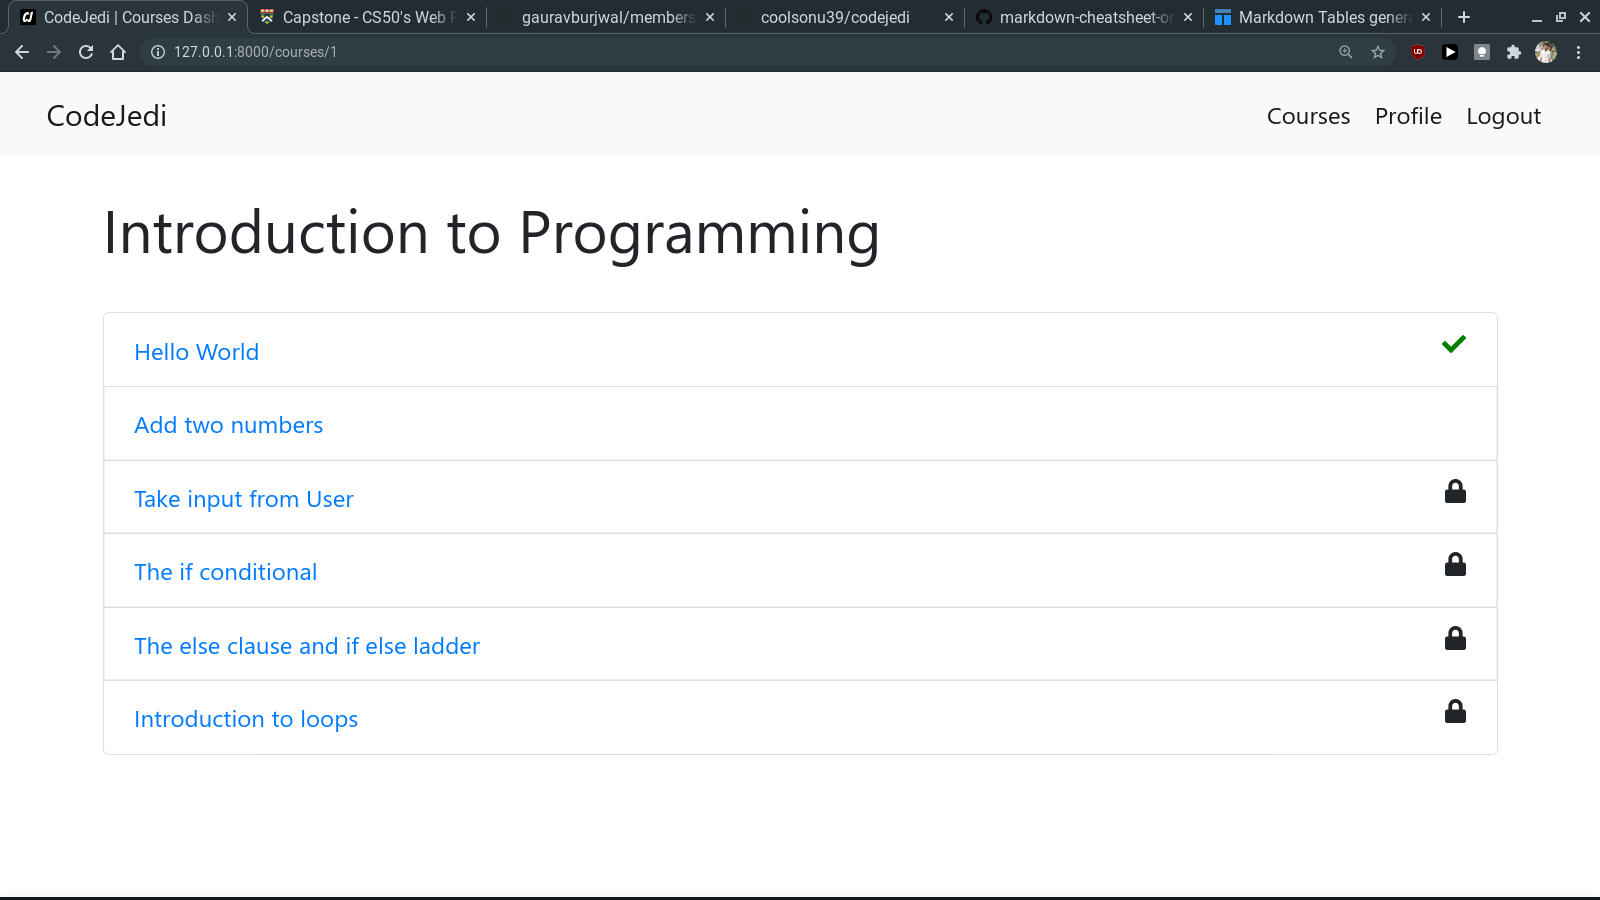 CodeJedi | Courses Dash
Capstone - CS50's Web P
gauravburjwal/members
coolsonu39/codejedi
markdown-cheatsheet-or
Markdown Tables genera
127.0.0.1:8000/courses/1
CodeJedi
Courses Profile Logout
Introduction to Programming
Hello World
Add two numbers
Take input from User
The if conditional
The else clause and if else ladder
Introduction to loops